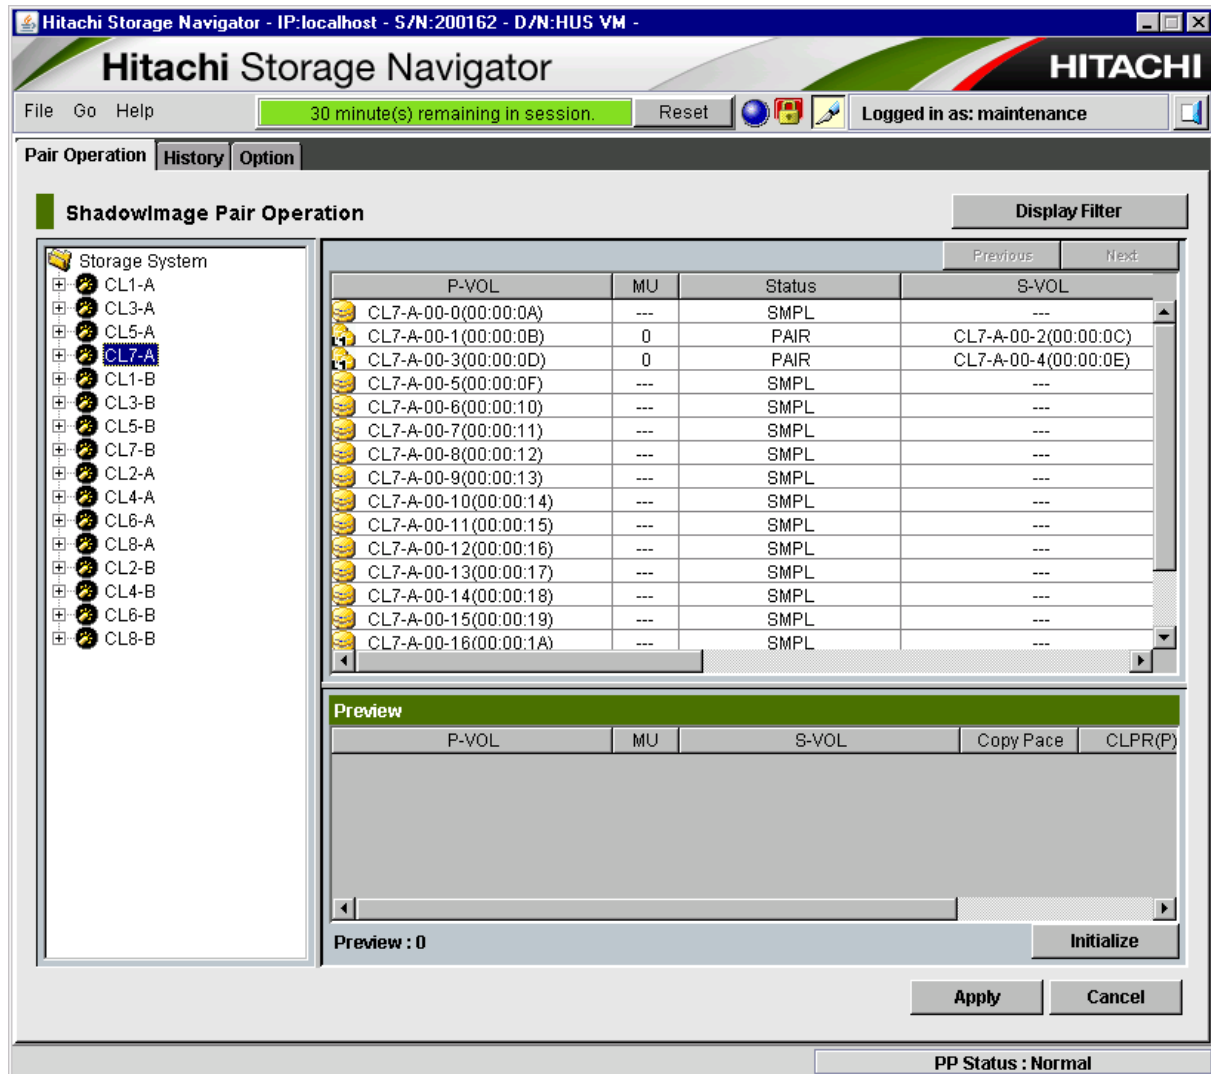 Hitachi Storage Navigator - IP:localhost - S/N:200162 - D/N:HUS VM -
Hitachi Storage Navigator HITACHI
File Go Help 30 minute(s) remaining in session. Reset Logged in as: maintenance
Pair Operation History Option
ShadowImage Pair Operation Display Filter
Storage System
CL1-A
CL3-A
CL5-A
CL7-A
CL1-B
CL3-B
CL5-B
CL7-B
CL2-A
CL4-A
CL6-A
CL8-A
CL2-B
CL4-B
CL6-B
CL8-B
Previous Next
P-VOL MU Status S-VOL
CL7-A-00-0(00:00:0A) --- SMPL ---
CL7-A-00-1(00:00:0B) 0 PAIR CL7-A-00-2(00:00:0C)
CL7-A-00-3(00:00:0D) 0 PAIR CL7-A-00-4(00:00:0E)
CL7-A-00-5(00:00:0F) --- SMPL ---
CL7-A-00-6(00:00:10) --- SMPL ---
CL7-A-00-7(00:00:11) --- SMPL ---
CL7-A-00-8(00:00:12) --- SMPL ---
CL7-A-00-9(00:00:13) --- SMPL ---
CL7-A-00-10(00:00:14) --- SMPL ---
CL7-A-00-11(00:00:15) --- SMPL ---
CL7-A-00-12(00:00:16) --- SMPL ---
CL7-A-00-13(00:00:17) --- SMPL ---
CL7-A-00-14(00:00:18) --- SMPL ---
CL7-A-00-15(00:00:19) --- SMPL ---
CL7-A-00-16(00:00:1A) --- SMPL ---
Preview
P-VOL MU S-VOL Copy Pace CLPR(P)
Preview : 0 Initialize
Apply Cancel
PP Status : Normal